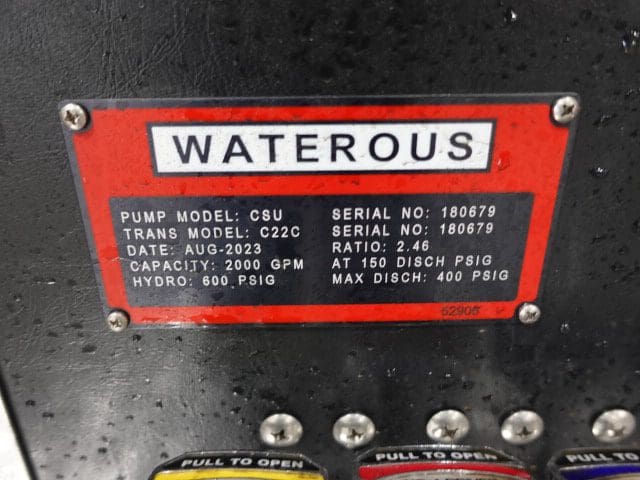 WATEROUS
PUMP MODEL: CSU SERIAL NO: 180679
TRANS MODEL: C22C SERIAL NO: 180679
DATE: AUG-2023 RATIO: 2.46
CAPACITY: 2000 GPM AT 150 DISCH PSIG
HYDRO: 600 PSIG MAX DISCH: 400 PSIG
62906
PULL TO OPEN PULL TO OPEN PULL TO OPEN